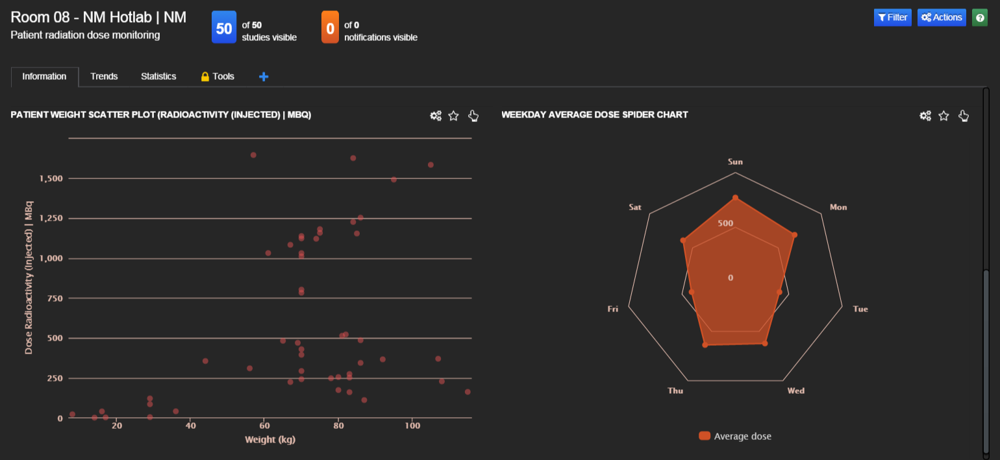 Room 08 - NM Hotlab | NM
Patient radiation dose monitoring
50 of 50
studies visible
0 of 0
notifications visible
Filter
Actions
?
Information
Trends
Statistics
Tools
PATIENT WEIGHT SCATTER PLOT (RADIOACTIVITY (INJECTED) | MBQ)
Dose Radioactivity (Injected) | MBq
1,500
1,250
1,000
750
500
250
0
20 40 60 80 100
Weight (kg)
WEEKDAY AVERAGE DOSE SPIDER CHART
Sun
Sat
Mon
500
0
Fri
Tue
Thu
Wed
Average dose